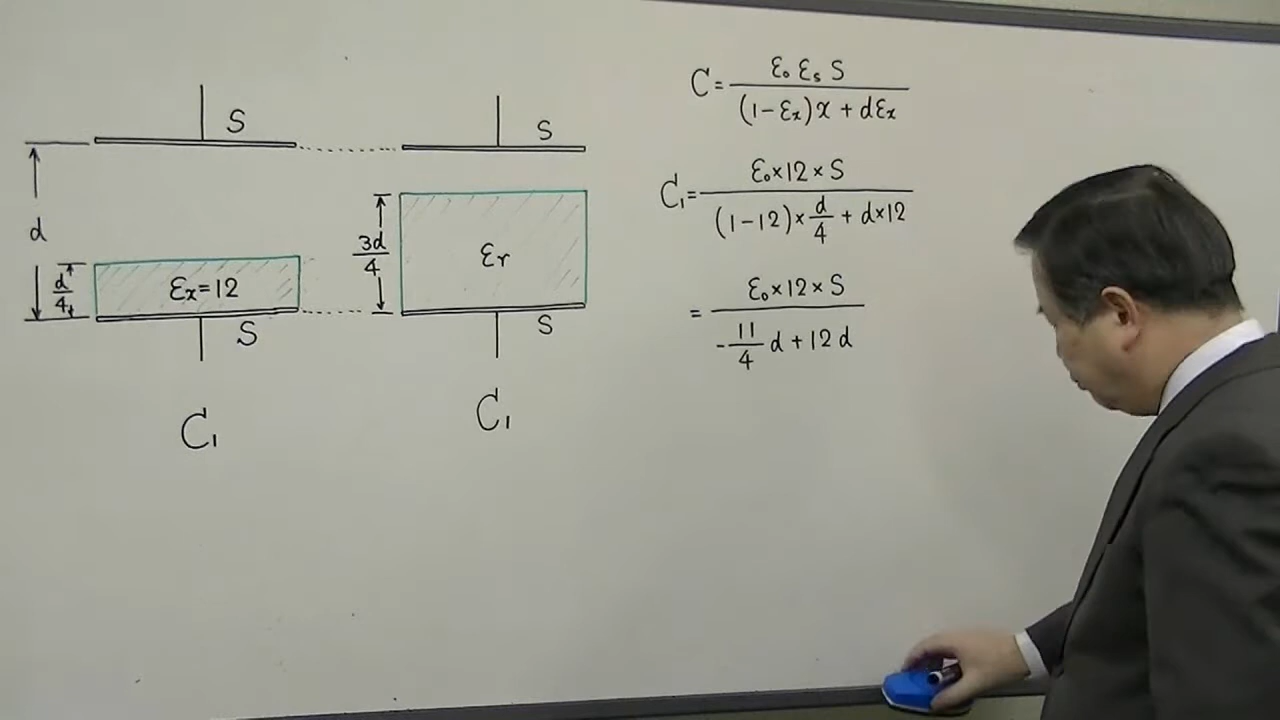 S
d
d/4
εx=12
S
C₁
S
3d/4
εr
S
C₁
C = ε₀ εs S / (1-εx)x + dεx
C₁ = ε₀×12×S / (1-12)×d/4 + d×12
= ε₀×12×S / -11/4 d + 12d